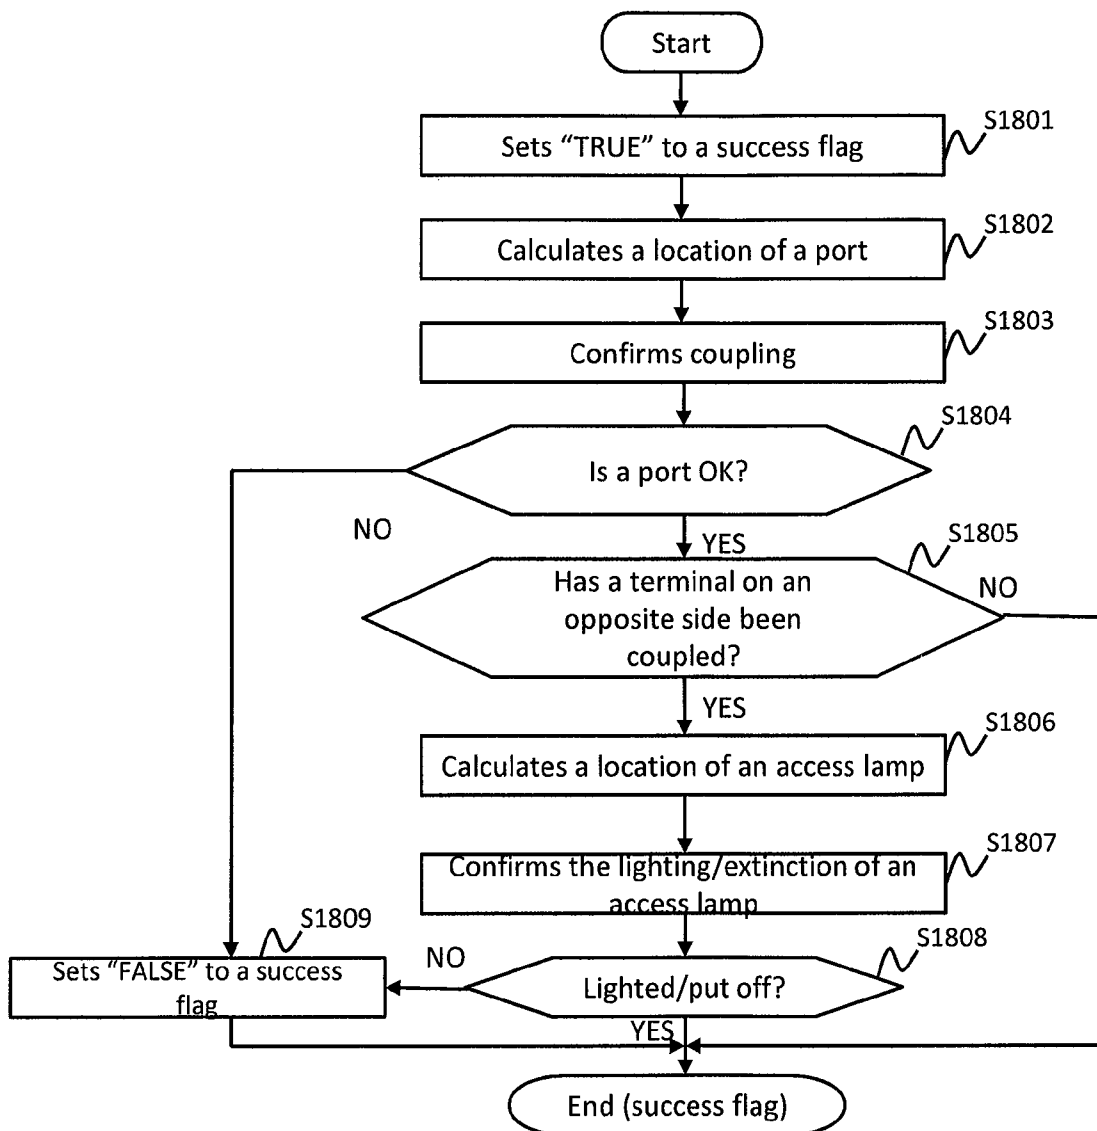 Start
S1801
Sets “TRUE” to a success flag
S1802
Calculates a location of a port
S1803
Confirms coupling
S1804
Is a port OK?
NO
YES
S1805
Has a terminal on an
opposite side been
coupled?
NO
YES
S1806
Calculates a location of an access lamp
S1807
Confirms the lighting/extinction of an
access lamp
S1809
Sets “FALSE” to a success
flag
NO
S1808
Lighted/put off?
YES
End (success flag)